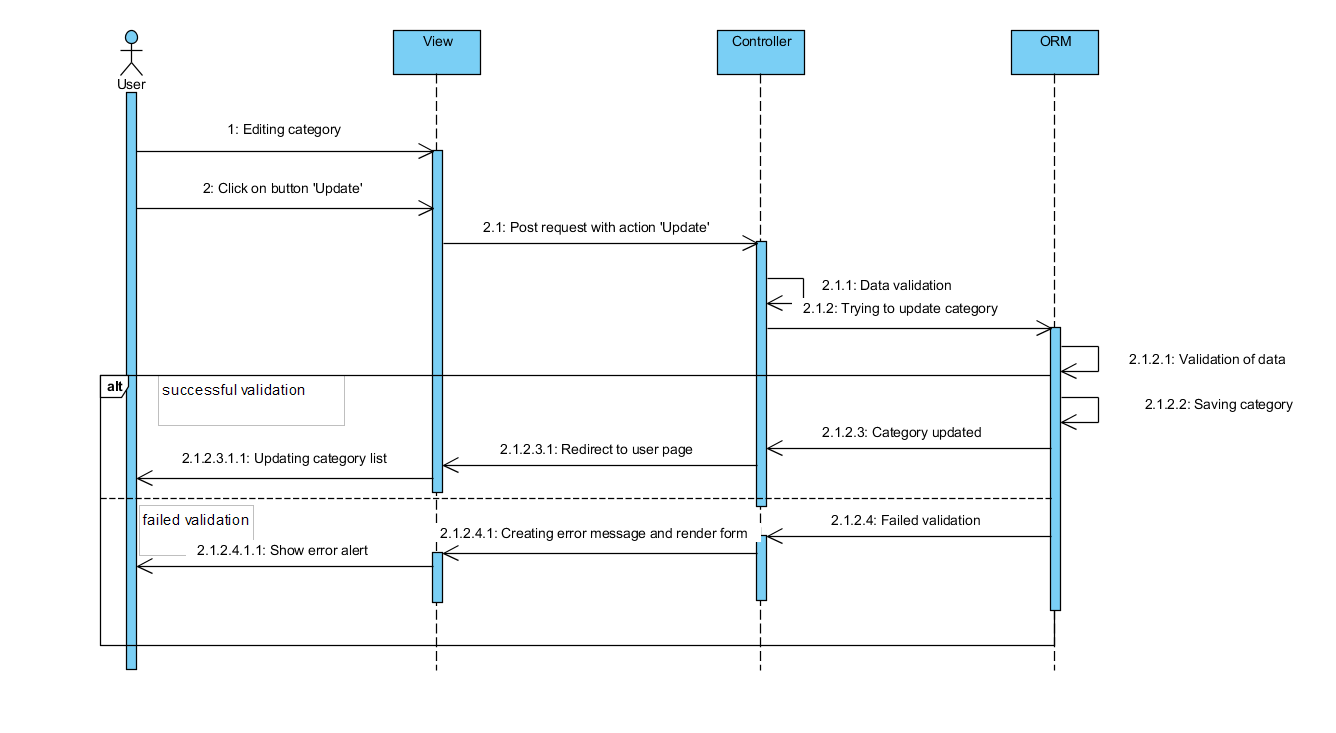 View
Controller
ORM
User
1: Editing category
2: Click on button 'Update'
2.1: Post request with action 'Update'
2.1.1: Data validation
2.1.2: Trying to update category
2.1.2.1: Validation of data
alt
successful validation
2.1.2.2: Saving category
2.1.2.3: Category updated
2.1.2.3.1: Redirect to user page
2.1.2.3.1.1: Updating category list
failed validation
2.1.2.4: Failed validation
2.1.2.4.1: Creating error message and render form
2.1.2.4.1.1: Show error alert